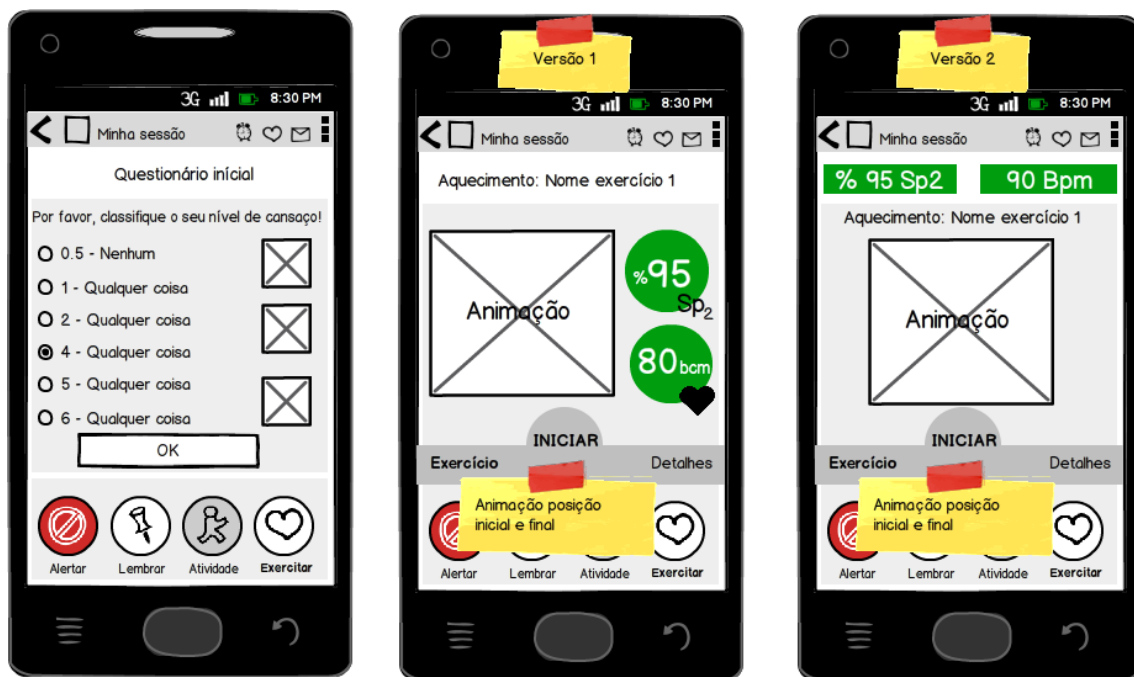 3G 8:30 PM
Minha sessão
Questionário inícial
Por favor, classifique o seu nível de cansaço!
0.5 - Nenhum
1 - Qualquer coisa
2 - Qualquer coisa
4 - Qualquer coisa
5 - Qualquer coisa
6 - Qualquer coisa
OK
Alertar Lembrar Atividade Exercitar
Versão 1
3G 8:30 PM
Minha sessão
Aquecimento: Nome exercício 1
Animação
%95
Sp2
80 bcm
INICIAR
Exercício Detalhes
Animação posição
inicial e final
Alertar Lembrar Atividade Exercitar
Versão 2
3G 8:30 PM
Minha sessão
% 95 Sp2 90 Bpm
Aquecimento: Nome exercício 1
Animação
INICIAR
Exercício Detalhes
Animação posição
inicial e final
Alertar Lembrar Atividade Exercitar